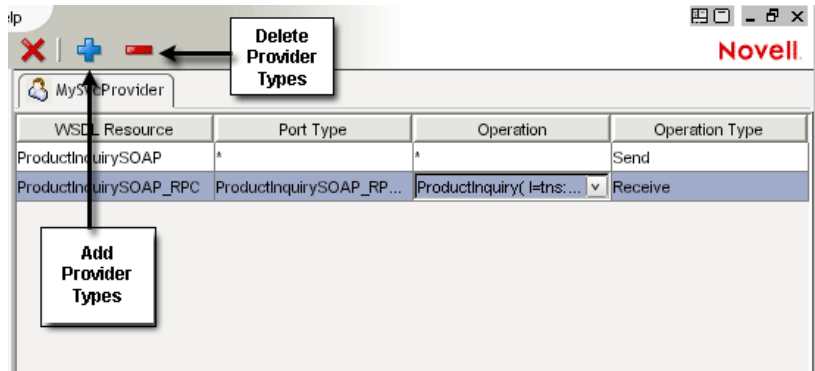 elp
Delete
Provider
Types
Novell.
MySvcProvider
WSDL Resource Port Type Operation Operation Type
ProductInquirySOAP * * Send
ProductInquirySOAP_RPC ProductInquirySOAP_RP... ProductInquiry( I=tns:... Receive
Add
Provider
Types